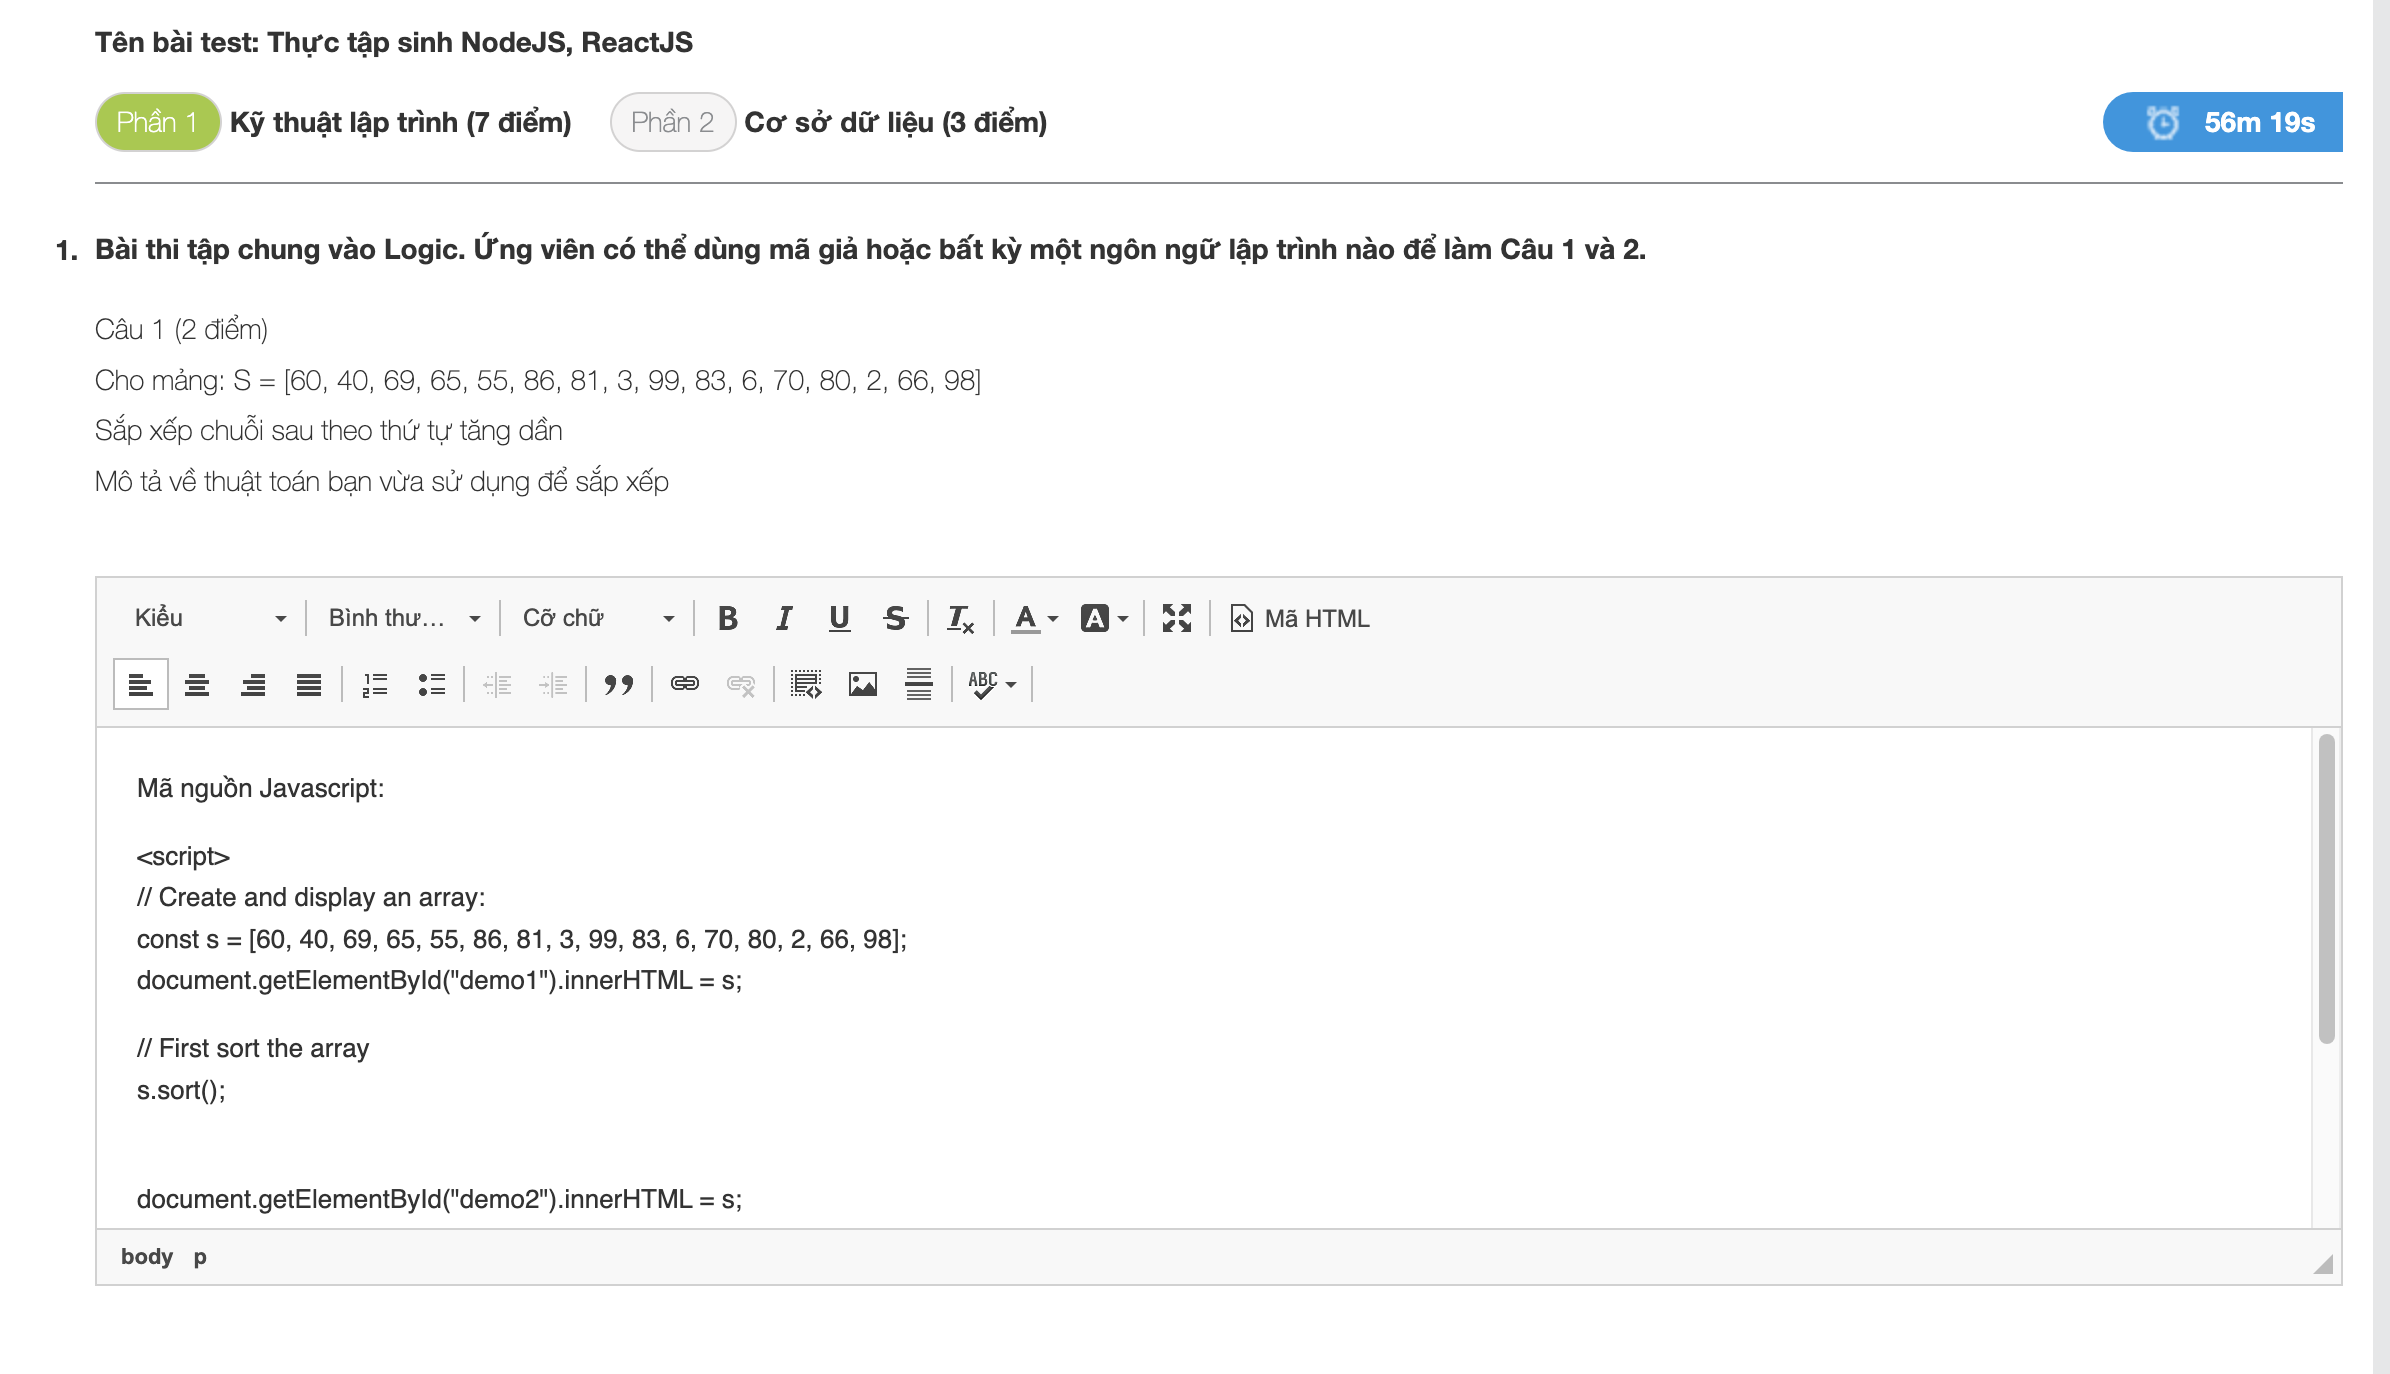 Tên bài test: Thực tập sinh NodeJS, ReactJS
Phần 1 Kỹ thuật lập trình (7 điểm) Phần 2 Cơ sở dữ liệu (3 điểm) 56m 19s
1. Bài thi tập chung vào Logic. Ứng viên có thể dùng mã giả hoặc bất kỳ một ngôn ngữ lập trình nào để làm Câu 1 và 2.
Câu 1 (2 điểm)
Cho mảng: S = [60, 40, 69, 65, 55, 86, 81, 3, 99, 83, 6, 70, 80, 2, 66, 98]
Sắp xếp chuỗi sau theo thứ tự tăng dần
Mô tả về thuật toán bạn vừa sử dụng để sắp xếp
Kiểu Bình thư... Cỡ chữ B I U S Tx A A Mã HTML
ABC
Mã nguồn Javascript:
<script>
// Create and display an array:
const s = [60, 40, 69, 65, 55, 86, 81, 3, 99, 83, 6, 70, 80, 2, 66, 98];
document.getElementById("demo1").innerHTML = s;
// First sort the array
s.sort();
document.getElementById("demo2").innerHTML = s;
body p